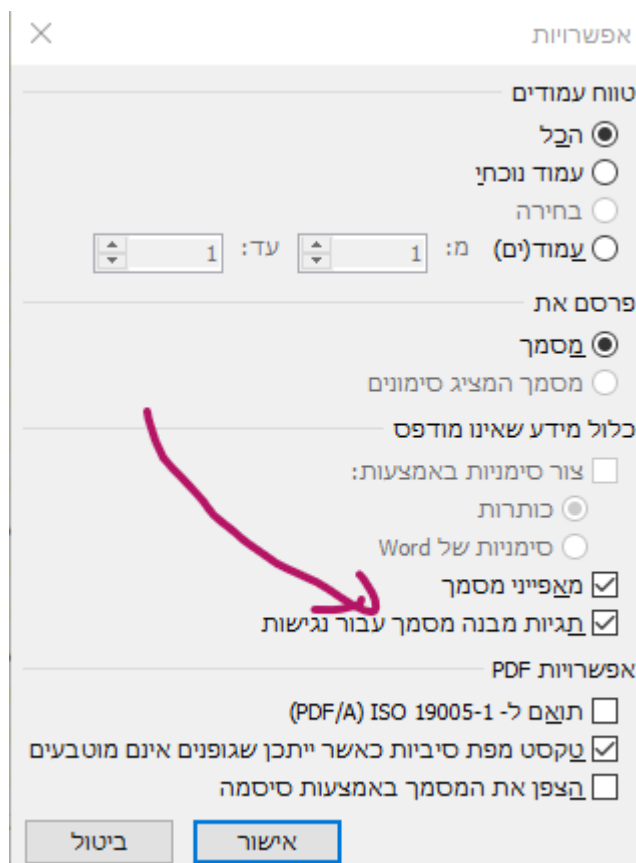 אפשרויות
טווח עמודים
הכל
עמוד נוכחי
בחירה
עמוד(ים) מ: 1 עד: 1
פרסם את
מסמך
מסמך המציג סימונים
כלול מידע שאינו מודפס
צור סימניות באמצעות:
כותרות
סימניות של Word
מאפייני מסמך
תגיות מבנה מסמך עבור נגישות
אפשרויות PDF
תואם ל- ISO 19005-1 (PDF/A)
טקסט מפת סיביות כאשר ייתכן שגופנים אינם מוטבעים
הצפן את המסמך באמצעות סיסמה
אישור ביטול